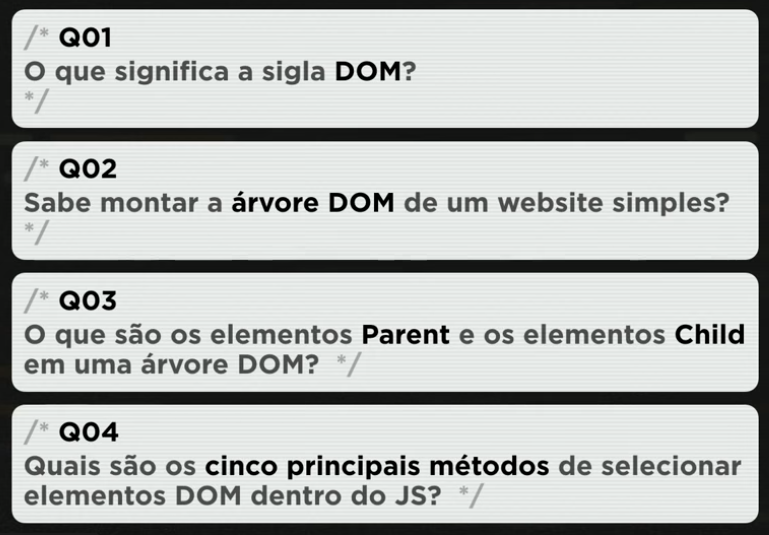 /* Q01
O que significa a sigla DOM?
*/
/* Q02
Sabe montar a árvore DOM de um website simples?
*/
/* Q03
O que são os elementos Parent e os elementos Child
em uma árvore DOM? */
/* Q04
Quais são os cinco principais métodos de selecionar
elementos DOM dentro do JS? */